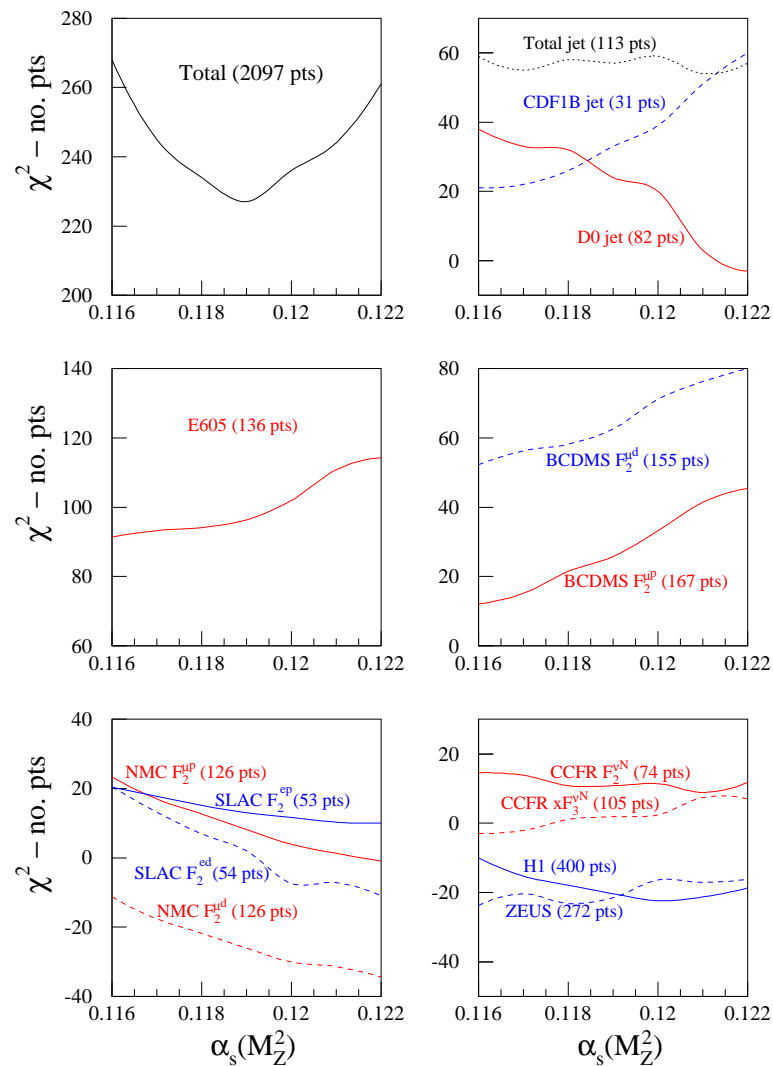 χ² – no. pts
280
260
240
220
200
Total (2097 pts)
0.116
0.118
0.12
0.122
60
40
20
0
Total jet (113 pts)
CDF1B jet (31 pts)
D0 jet (82 pts)
0.116
0.118
0.12
0.122
χ² – no. pts
140
120
100
80
60
E605 (136 pts)
0.116
0.118
0.12
0.122
80
60
40
20
0
BCDMS F₂^μd (155 pts)
BCDMS F₂^μp (167 pts)
0.116
0.118
0.12
0.122
χ² – no. pts
40
20
0
-20
-40
NMC F₂^μp (126 pts)
SLAC F₂^ep (53 pts)
SLAC F₂^ed (54 pts)
NMC F₂^μd (126 pts)
0.116
0.118
0.12
0.122
α_s(M_Z²)
20
0
-20
-40
CCFR F₂^νN (74 pts)
CCFR xF₃^νN (105 pts)
H1 (400 pts)
ZEUS (272 pts)
0.116
0.118
0.12
0.122
α_s(M_Z²)